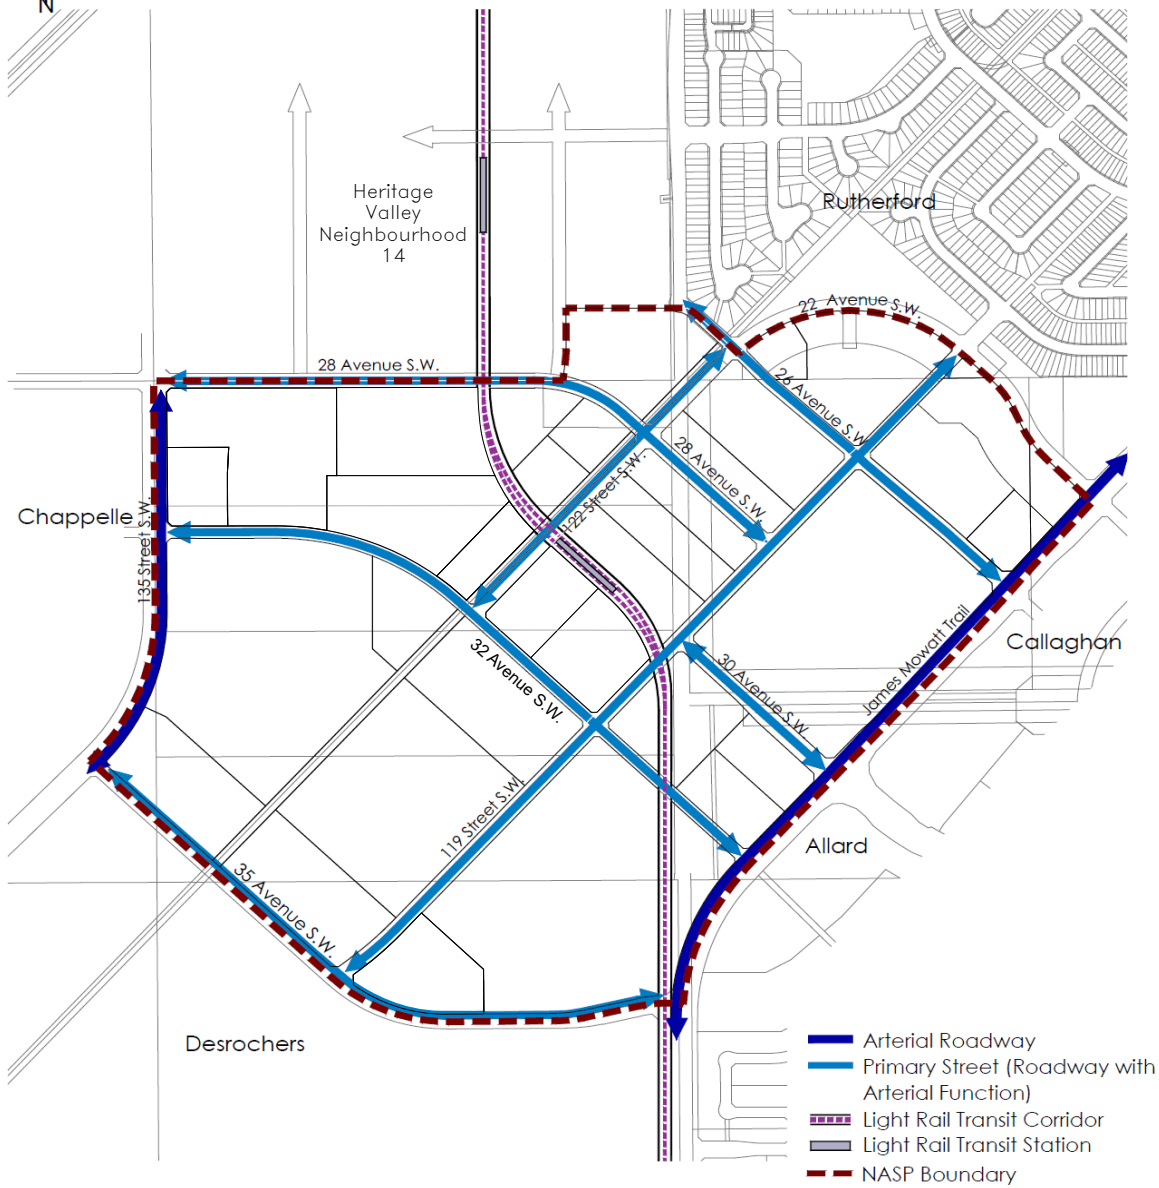 N
Heritage
Valley
Neighbourhood
14
Rutherford
22 Avenue S.W.
28 Avenue S.W.
26 Avenue S.W.
28 Avenue S.W.
122 Street S.W.
Chappelle
135 Street S.W.
32 Avenue S.W.
30 Avenue S.W.
James Mowatt Trail
Callaghan
119 Street S.W.
Allard
35 Avenue S.W.
Desrochers
Arterial Roadway
Primary Street (Roadway with
Arterial Function)
Light Rail Transit Corridor
Light Rail Transit Station
NASP Boundary